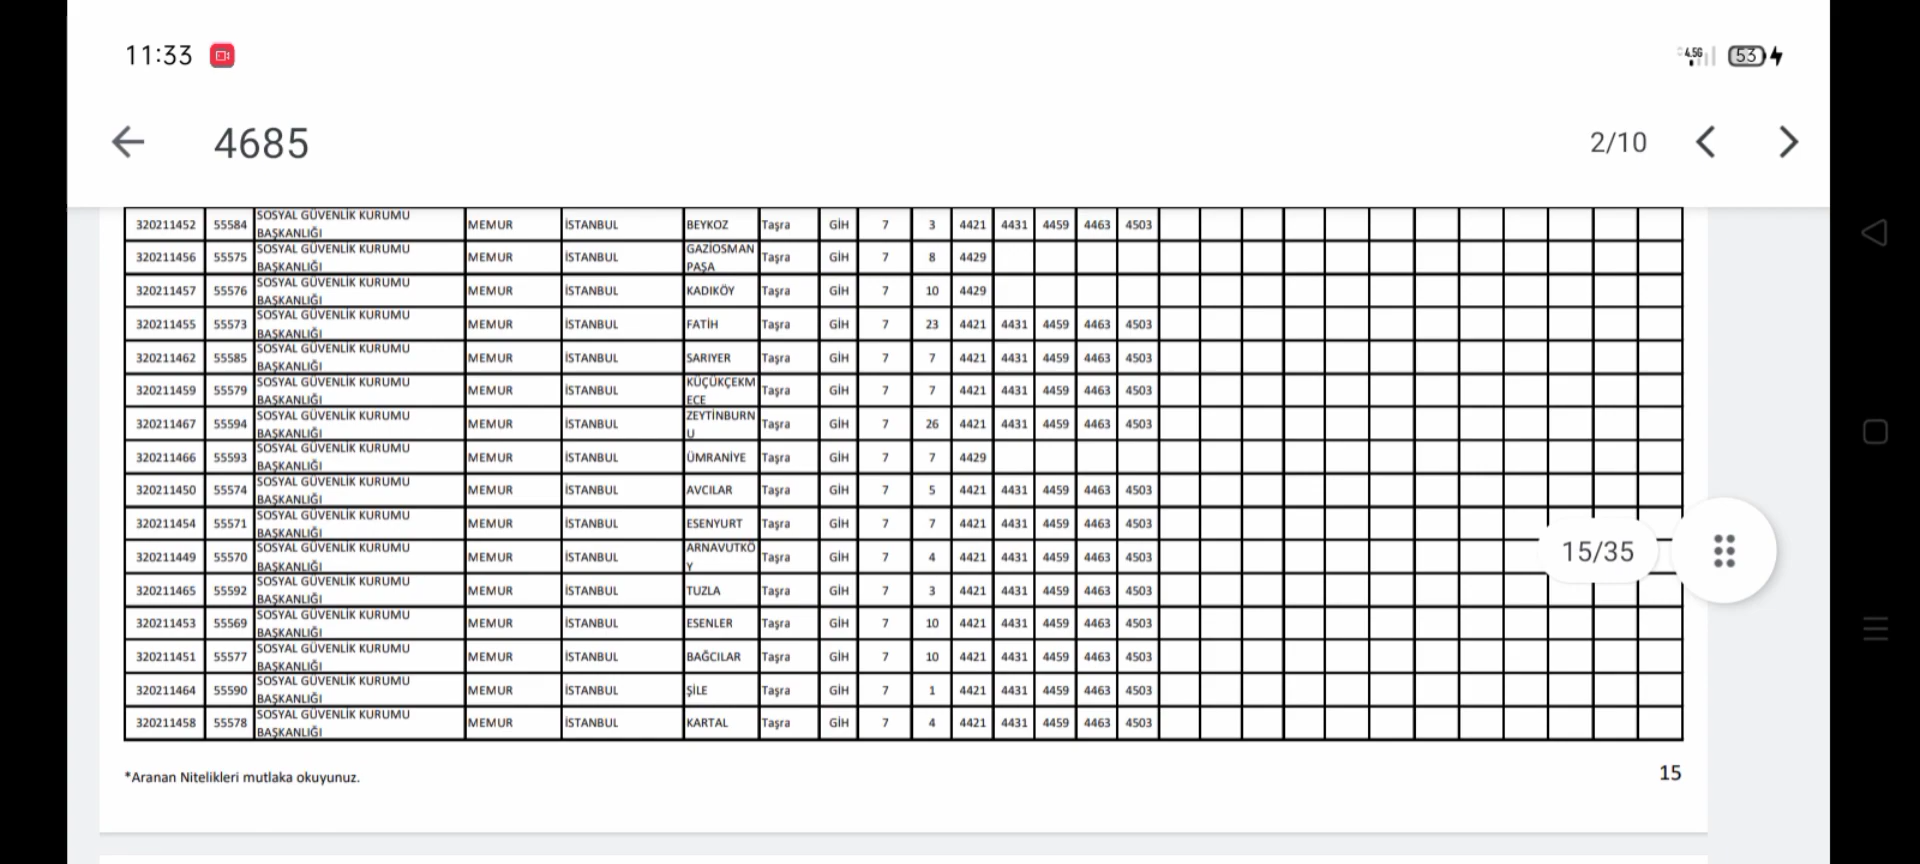 11:33 4.5G 53
4685 2/10
320211452 55584 SOSYAL GÜVENLİK KURUMU BAŞKANLIĞI MEMUR İSTANBUL BEYKOZ Taşra GİH 7 3 4421 4431 4459 4463 4503
320211456 55575 SOSYAL GÜVENLİK KURUMU BAŞKANLIĞI MEMUR İSTANBUL GAZİOSMAN PAŞA Taşra GİH 7 8 4429
320211457 55576 SOSYAL GÜVENLİK KURUMU BAŞKANLIĞI MEMUR İSTANBUL KADIKÖY Taşra GİH 7 10 4429
320211455 55573 SOSYAL GÜVENLİK KURUMU BAŞKANLIĞI MEMUR İSTANBUL FATİH Taşra GİH 7 23 4421 4431 4459 4463 4503
320211462 55585 SOSYAL GÜVENLİK KURUMU BAŞKANLIĞI MEMUR İSTANBUL SARIYER Taşra GİH 7 7 4421 4431 4459 4463 4503
320211459 55579 SOSYAL GÜVENLİK KURUMU BAŞKANLIĞI MEMUR İSTANBUL KÜÇÜKÇEKM ECE Taşra GİH 7 7 4421 4431 4459 4463 4503
320211467 55594 SOSYAL GÜVENLİK KURUMU BAŞKANLIĞI MEMUR İSTANBUL ZEYTİNBURN U Taşra GİH 7 26 4421 4431 4459 4463 4503
320211466 55593 SOSYAL GÜVENLİK KURUMU BAŞKANLIĞI MEMUR İSTANBUL ÜMRANİYE Taşra GİH 7 7 4429
320211450 55574 SOSYAL GÜVENLİK KURUMU BAŞKANLIĞI MEMUR İSTANBUL AVCILAR Taşra GİH 7 5 4421 4431 4459 4463 4503
320211454 55571 SOSYAL GÜVENLİK KURUMU BAŞKANLIĞI MEMUR İSTANBUL ESENYURT Taşra GİH 7 7 4421 4431 4459 4463 4503
320211449 55570 SOSYAL GÜVENLİK KURUMU BAŞKANLIĞI MEMUR İSTANBUL ARNAVUTKÖ Y Taşra GİH 7 4 4421 4431 4459 4463 4503
15/35
320211465 55592 SOSYAL GÜVENLİK KURUMU BAŞKANLIĞI MEMUR İSTANBUL TUZLA Taşra GİH 7 3 4421 4431 4459 4463 4503
320211453 55569 SOSYAL GÜVENLİK KURUMU BAŞKANLIĞI MEMUR İSTANBUL ESENLER Taşra GİH 7 10 4421 4431 4459 4463 4503
320211451 55577 SOSYAL GÜVENLİK KURUMU BAŞKANLIĞI MEMUR İSTANBUL BAĞCILAR Taşra GİH 7 10 4421 4431 4459 4463 4503
320211464 55590 SOSYAL GÜVENLİK KURUMU BAŞKANLIĞI MEMUR İSTANBUL ŞİLE Taşra GİH 7 1 4421 4431 4459 4463 4503
320211458 55578 SOSYAL GÜVENLİK KURUMU BAŞKANLIĞI MEMUR İSTANBUL KARTAL Taşra GİH 7 4 4421 4431 4459 4463 4503
*Aranan Nitelikleri mutlaka okuyunuz. 15